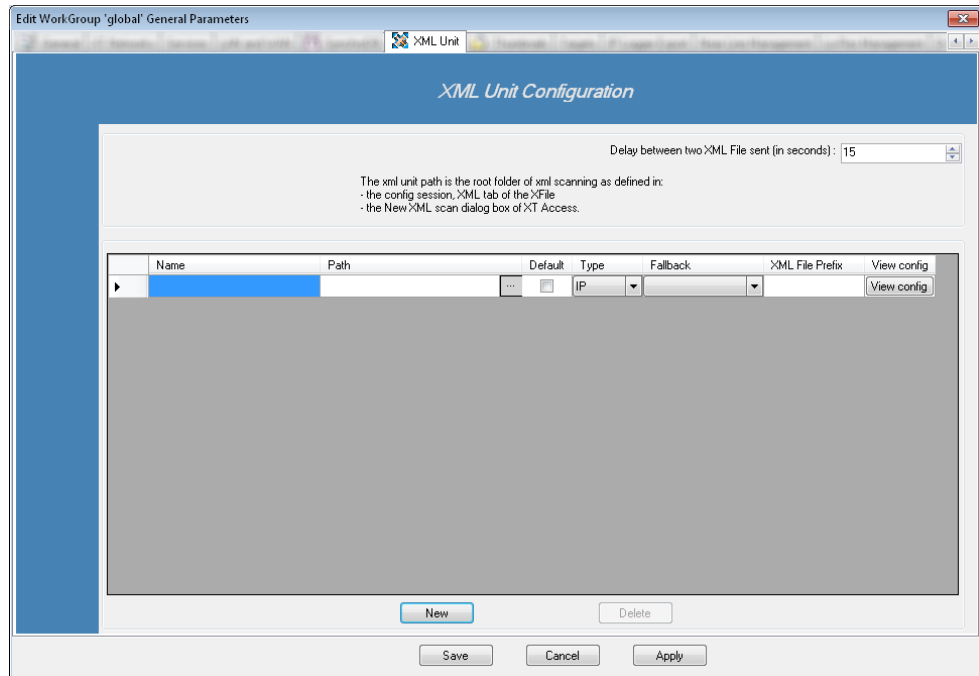 Edit WorkGroup 'global' General Parameters
XML Unit
XML Unit Configuration
Delay between two XML File sent (in seconds) : 15
The xml unit path is the root folder of xml scanning as defined in:
- the config session, XML tab of the XFile
- the New XML scan dialog box of XT Access.
Name Path Default Type Fallback XML File Prefix View config
... IP View config
New Delete
Save Cancel Apply